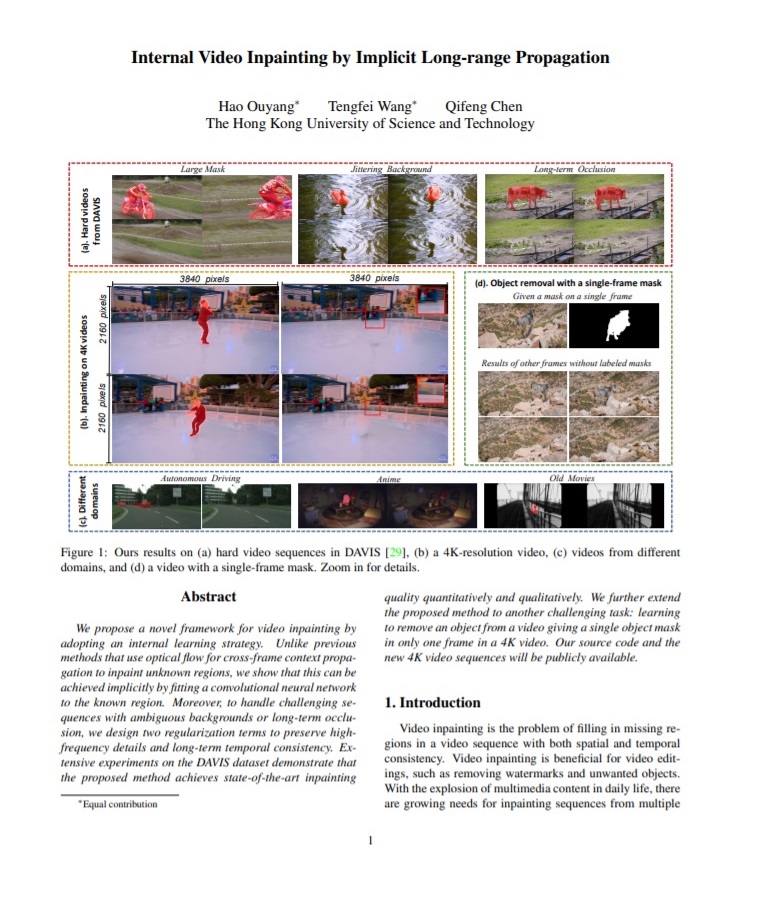 Internal Video Inpainting by Implicit Long-range Propagation
Hao Ouyang* Tengfei Wang* Qifeng Chen
The Hong Kong University of Science and Technology
Large Mask
Jittering Background
Long-term Occlusion
(a). Hard videos
from DAVIS
3840 pixels
3840 pixels
2160 pixels
2160 pixels
(b). Inpainting on 4K videos
(d). Object removal with a single-frame mask
Given a mask on a single frame
Results of other frames without labeled masks
Autonomous Driving
Anime
Old Movies
(c). Different
domains
Figure 1: Ours results on (a) hard video sequences in DAVIS [29], (b) a 4K-resolution video, (c) videos from different
domains, and (d) a video with a single-frame mask. Zoom in for details.
Abstract
We propose a novel framework for video inpainting by
adopting an internal learning strategy. Unlike previous
methods that use optical flow for cross-frame context propa-
gation to inpaint unknown regions, we show that this can be
achieved implicitly by fitting a convolutional neural network
to the known region. Moreover, to handle challenging se-
quences with ambiguous backgrounds or long-term occlu-
sion, we design two regularization terms to preserve high-
frequency details and long-term temporal consistency. Ex-
tensive experiments on the DAVIS dataset demonstrate that
the proposed method achieves state-of-the-art inpainting
*Equal contribution
quality quantitatively and qualitatively. We further extend
the proposed method to another challenging task: learning
to remove an object from a video giving a single object mask
in only one frame in a 4K video. Our source code and the
new 4K video sequences will be publicly available.
1. Introduction
Video inpainting is the problem of filling in missing re-
gions in a video sequence with both spatial and temporal
consistency. Video inpainting is beneficial for video edit-
ings, such as removing watermarks and unwanted objects.
With the explosion of multimedia content in daily life, there
are growing needs for inpainting sequences from multiple
1